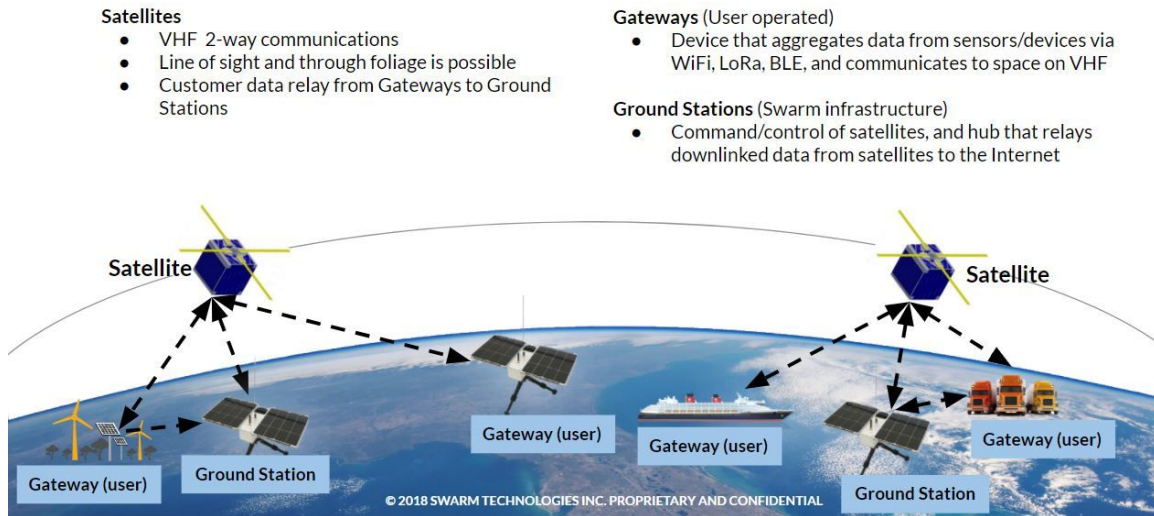 Satellites
● VHF 2-way communications
● Line of sight and through foliage is possible
● Customer data relay from Gateways to Ground
Stations
Gateways (User operated)
● Device that aggregates data from sensors/devices via
WiFi, LoRa, BLE, and communicates to space on VHF
Ground Stations (Swarm infrastructure)
● Command/control of satellites, and hub that relays
downlinked data from satellites to the Internet
Satellite
Satellite
Gateway (user)
Ground Station
Gateway (user)
Gateway (user)
Ground Station
Gateway (user)
© 2018 SWARM TECHNOLOGIES INC. PROPRIETARY AND CONFIDENTIAL